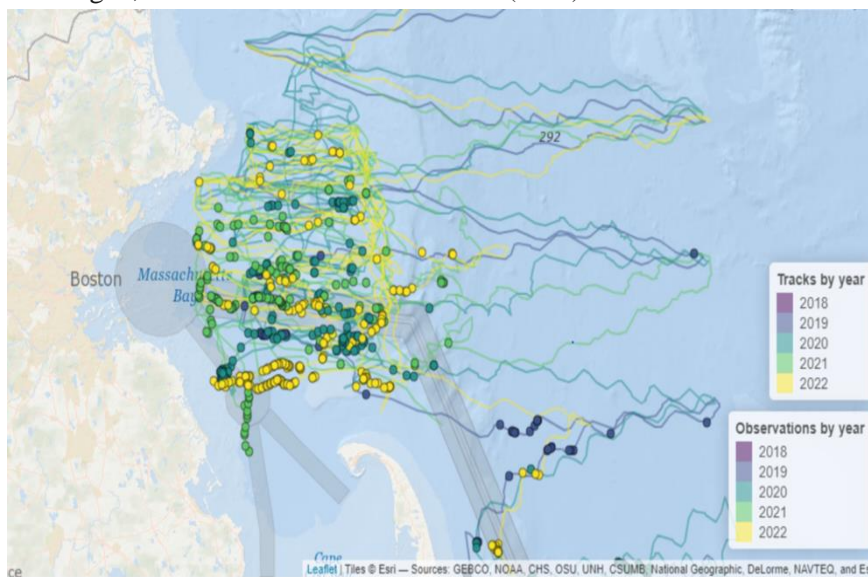 292
Boston
Massachusetts
Bay
Tracks by year
2018
2019
2020
2021
2022
Observations by year
2018
2019
2020
2021
2022
Cape
ce
Leaflet | Tiles © Esri — Sources: GEBCO, NOAA, CHS, OSU, UNH, CSUMB, National Geographic, DeLorme, NAVTEQ, and Es